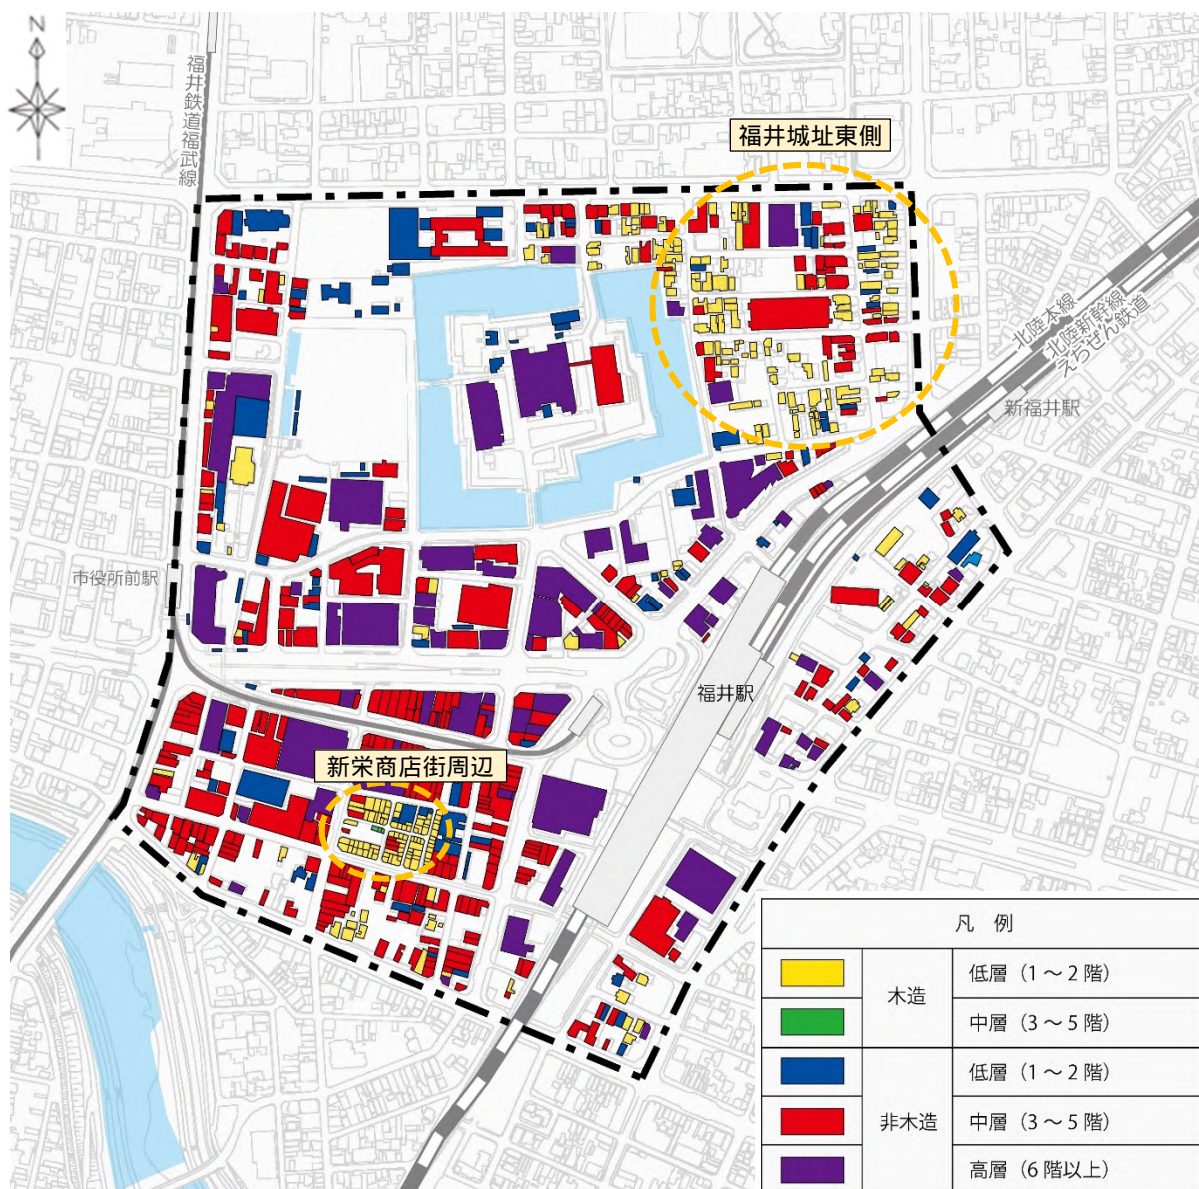 N
福井鉄道福武線
福井城址東側
北陸本線
北陸新幹線
えちぜん鉄道
新福井駅
市役所前駅
福井駅
新栄商店街周辺
凡 例
木造
低層（1～2階）
中層（3～5階）
非木造
低層（1～2階）
中層（3～5階）
高層（6階以上）